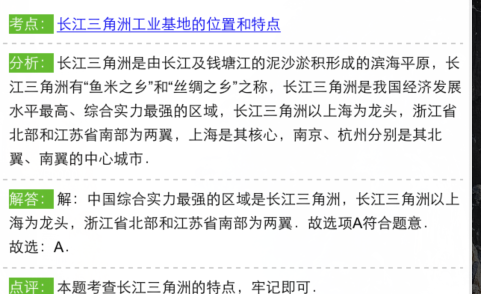 考点： 长江三角洲工业基地的位置和特点
分析： 长江三角洲是由长江及钱塘江的泥沙淤积形成的滨海平原，长
江三角洲有“鱼米之乡”和“丝绸之乡”之称，长江三角洲是我国经济发展
水平最高、综合实力最强的区域，长江三角洲以上海为龙头，浙江省
北部和江苏省南部为两翼，上海是其核心，南京、杭州分别是其北
翼、南翼的中心城市．
解答： 解：中国综合实力最强的区域是长江三角洲，长江三角洲以上
海为龙头，浙江省北部和江苏省南部为两翼．故选项A符合题意．
故选：A．
点评： 本题考查长江三角洲的特点，牢记即可．